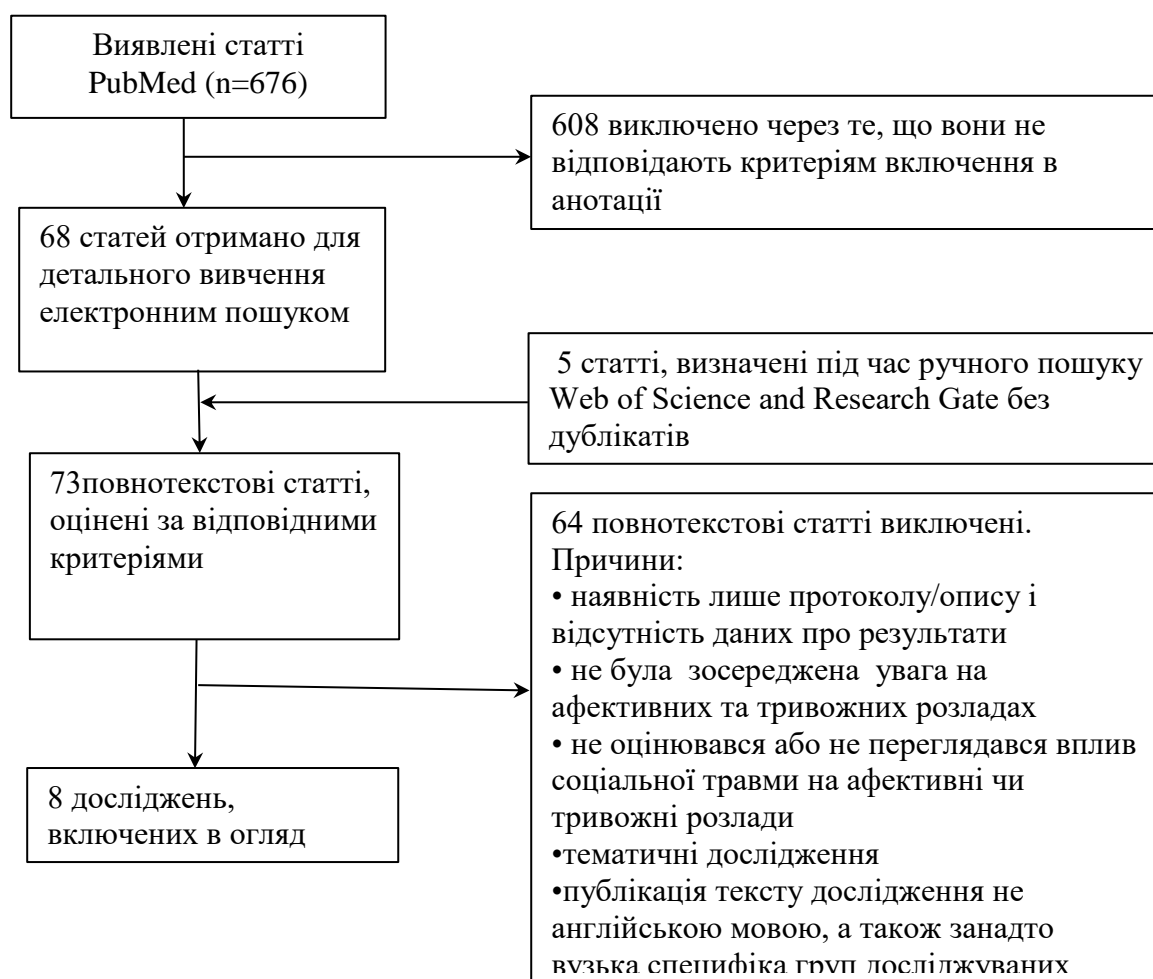 Виявлені статті
PubMed (n=676)
608 виключено через те, що вони не
відповідають критеріям включення в
анотації
68 статей отримано для
детального вивчення
електронним пошуком
5 статті, визначені під час ручного пошуку
Web of Science and Research Gate без
дублікатів
73повнотекстові статті,
оцінені за відповідними
критеріями
64 повнотекстові статті виключені.
Причини:
• наявність лише протоколу/опису і
відсутність даних про результати
• не була зосереджена увага на
афективних та тривожних розладах
• не оцінювався або не переглядався вплив
соціальної травми на афективні чи
тривожні розлади
•тематичні дослідження
•публікація тексту дослідження не
англійською мовою, а також занадто
вузька специфіка груп досліджуваних
8 досліджень,
включених в огляд